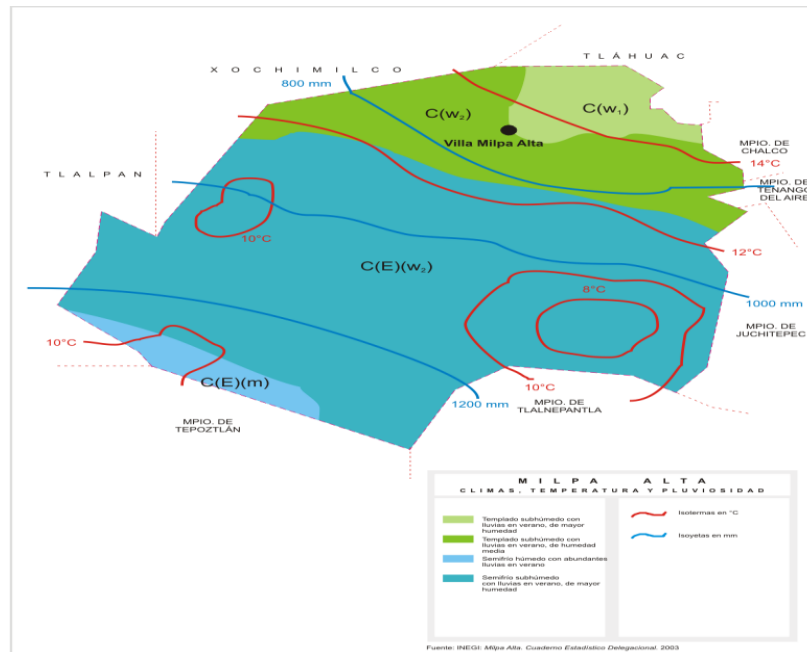 TLÁHUAC
XOCHIMILCO
800 mm
C(w₂)
C(w₁)
Villa Milpa Alta
MPIO. DE
CHALCO
14°C
TLALPAN
MPIO. DE
TENANGO
DEL AIRE
10°C
12°C
C(E)(w₂)
8°C
1000 mm
MPIO. DE
JUCHITEPEC
10°C
C(E)(m)
10°C
1200 mm
MPIO. DE
TLALNEPANTLA
MPIO. DE
TEPOZTLÁN
MILPA ALTA
CLIMAS, TEMPERATURA Y PLUVIOSIDAD
Templado subhúmedo con
lluvias en verano, de mayor
humedad
Templado subhúmedo con
lluvias en verano, de humedad
media
Semifrío húmedo con abundantes
lluvias en verano
Semifrío subhúmedo
con lluvias en verano, de mayor
humedad
Isotermas en °C
Isoyetas en mm
Fuente: INEGI: Milpa Alta. Cuaderno Estadístico Delegacional. 2003